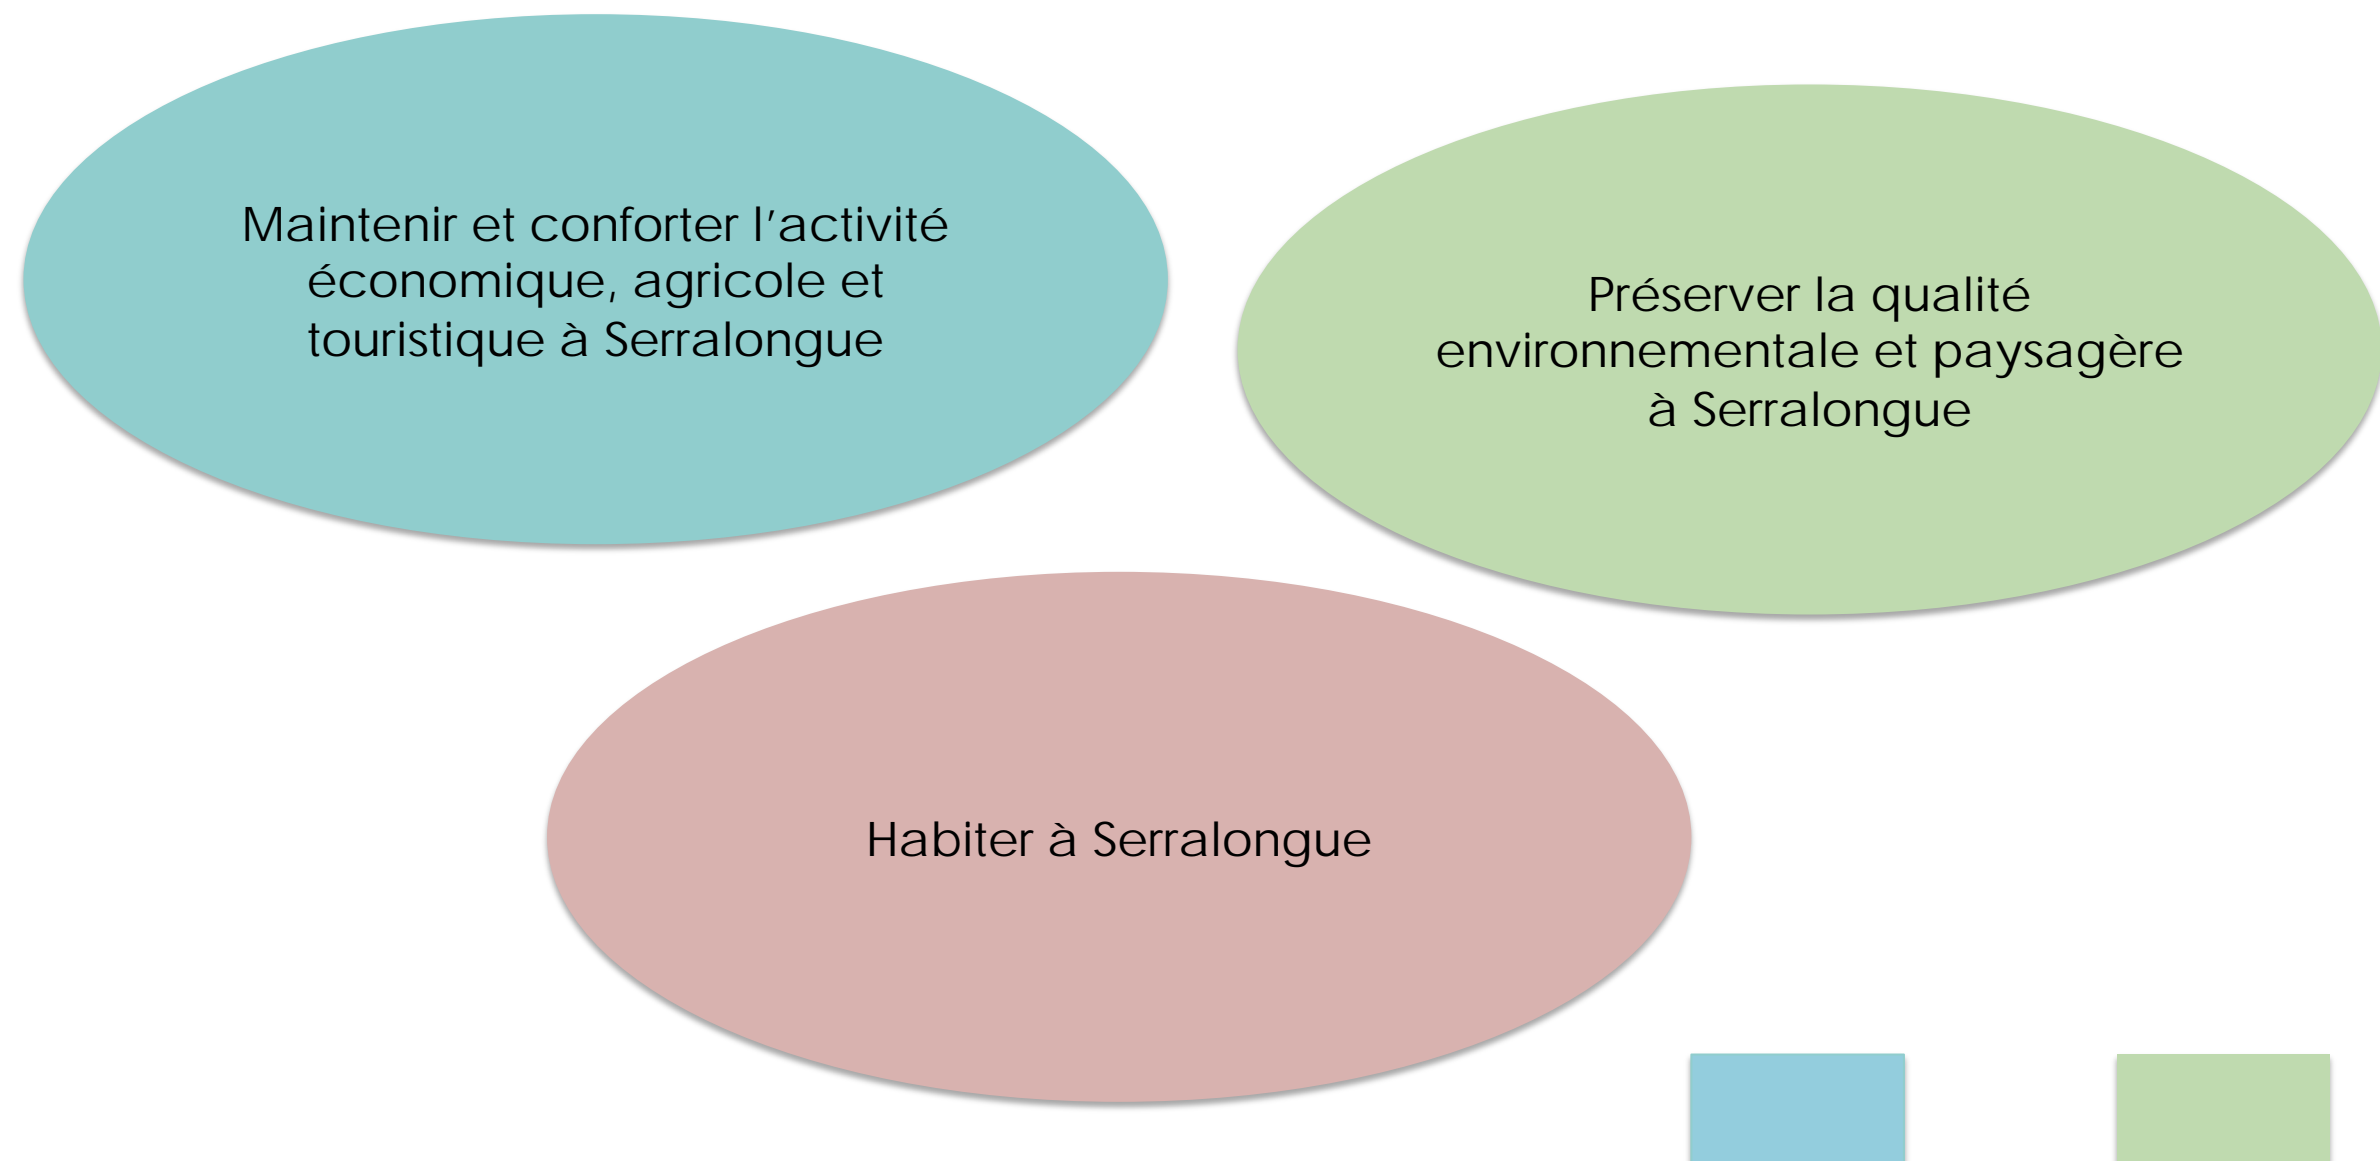 Maintenir et conforter l’activité
économique, agricole et
touristique à Serralongue
Préserver la qualité
environnementale et paysagère
à Serralongue
Habiter à Serralongue